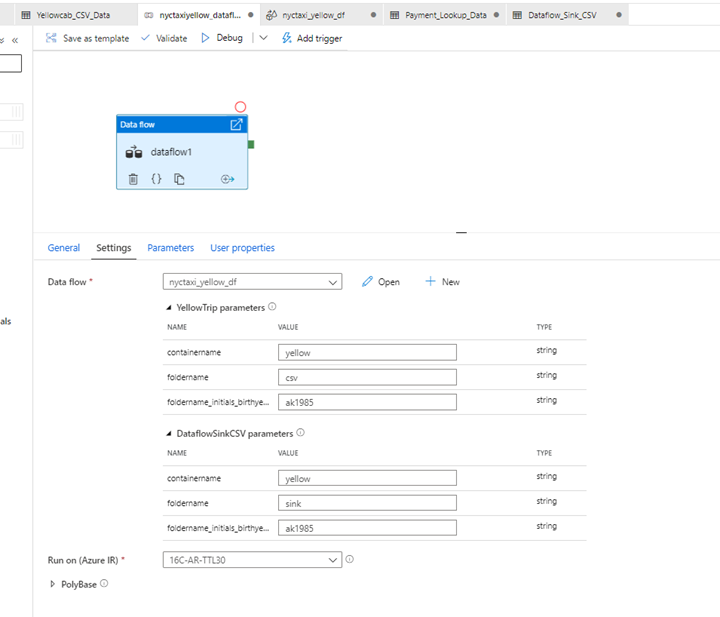 Yellowcab_CSV_Data nyctaxiyellow_datafl... nyctaxi_yellow_df Payment_Lookup_Data Dataflow_Sink_CSV
Save as template Validate Debug Add trigger
Data flow
dataflow1
General Settings Parameters User properties
Data flow * nyctaxi_yellow_df Open New
als
YellowTrip parameters
NAME VALUE TYPE
containername yellow string
foldername csv string
foldername_initials_birthye... ak1985 string
DataflowSinkCSV parameters
NAME VALUE TYPE
containername yellow string
foldername sink string
foldername_initials_birthye... ak1985 string
Run on (Azure IR) * 16C-AR-TTL30
PolyBase